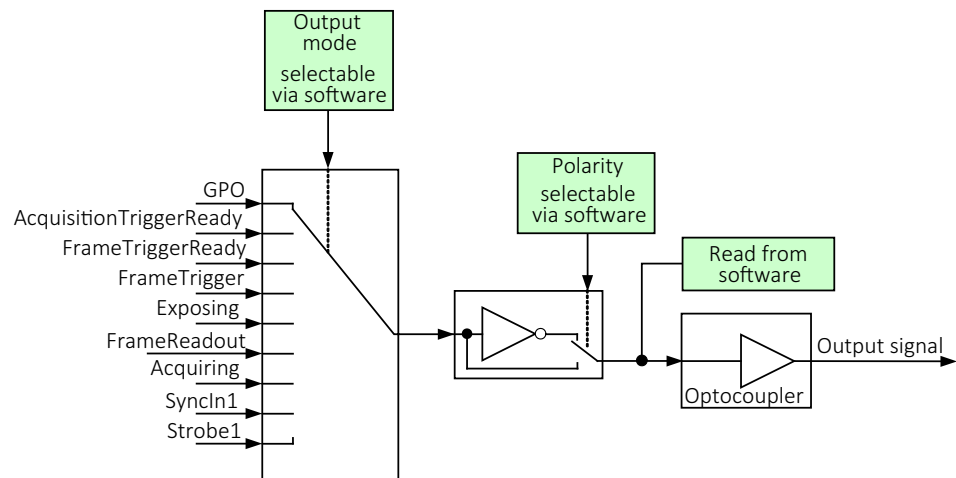 Output
mode
selectable
via software
Polarity
selectable
via software
Read from
software
GPO
AcquisitionTriggerReady
FrameTriggerReady
FrameTrigger
Exposing
FrameReadout
Acquiring
SyncIn1
Strobe1
Optocoupler
Output signal